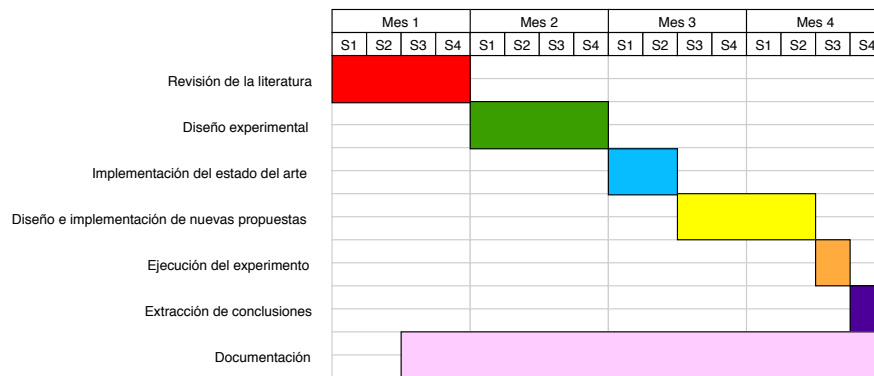 Mes 1 Mes 2 Mes 3 Mes 4
S1 S2 S3 S4 S1 S2 S3 S4 S1 S2 S3 S4 S1 S2 S3 S4
Revisión de la literatura
Diseño experimental
Implementación del estado del arte
Diseño e implementación de nuevas propuestas
Ejecución del experimento
Extracción de conclusiones
Documentación